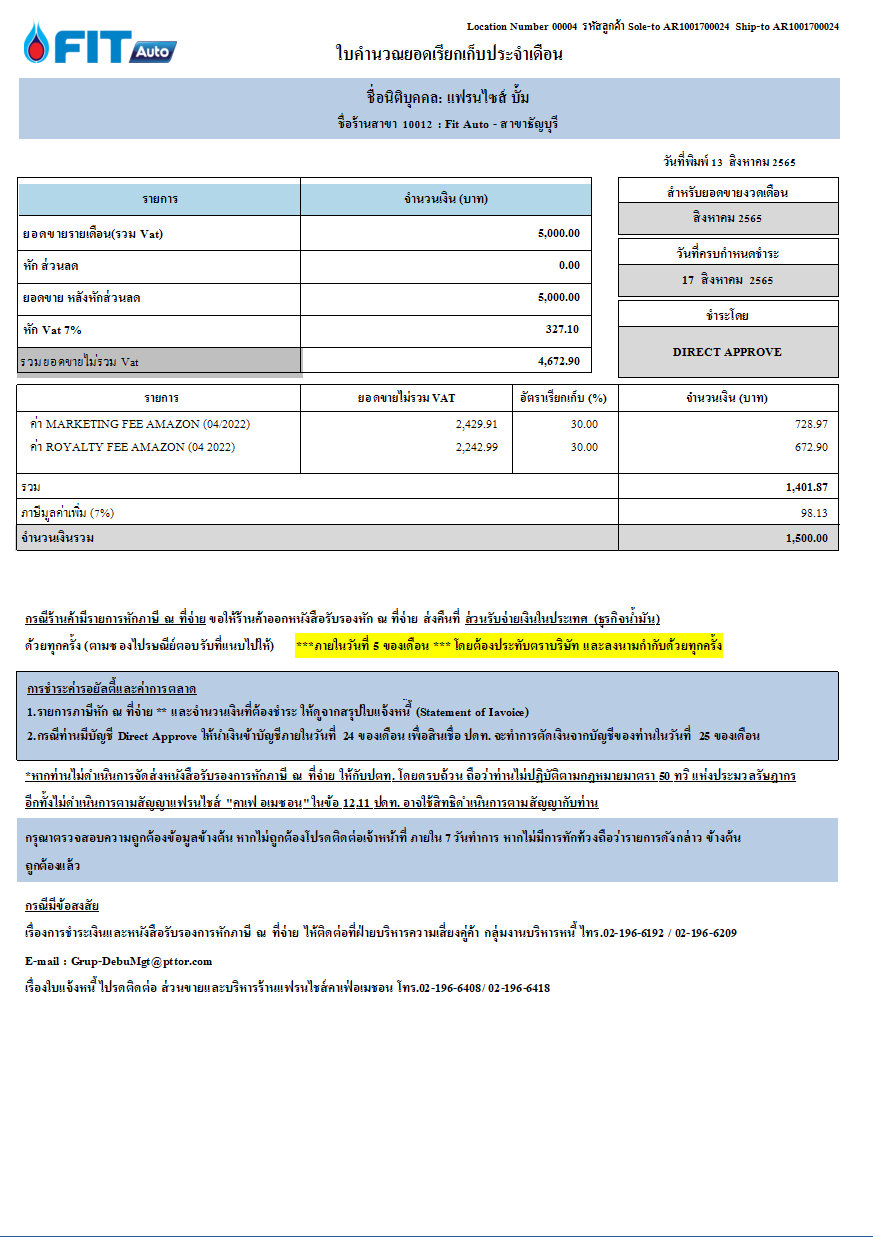 FIT Auto
Location Number 00004 รหัสลูกค้า Sole-to AR1001700024 Ship-to AR1001700024
ใบคำนวณยอดเรียกเก็บประจำเดือน
ชื่อนิติบุคคล: แฟรนไชส์ ปั้ม
ชื่อร้านสาขา 10012 : Fit Auto - สาขาธัญบุรี
วันที่พิมพ์ 13 สิงหาคม 2565
รายการ จำนวนเงิน (บาท)
ยอดขายรายเดือน(รวม Vat) 5,000.00
หัก ส่วนลด 0.00
ยอดขาย หลังหักส่วนลด 5,000.00
หัก Vat 7% 327.10
รวมยอดขายไม่รวม Vat 4,672.90
สำหรับยอดขายงวดเดือน
สิงหาคม 2565
วันที่ครบกำหนดชำระ
17 สิงหาคม 2565
ชำระโดย
DIRECT APPROVE
รายการ ยอดขายไม่รวม VAT อัตราเรียกเก็บ (%) จำนวนเงิน (บาท)
ค่า MARKETING FEE AMAZON (04/2022) 2,429.91 30.00 728.97
ค่า ROYALTY FEE AMAZON (04 2022) 2,242.99 30.00 672.90
รวม 1,401.87
ภาษีมูลค่าเพิ่ม (7%) 98.13
จำนวนเงินรวม 1,500.00
กรณีร้านค้ามีรายการหักภาษี ณ ที่จ่าย ขอให้ร้านค้าออกหนังสือรับรองหัก ณ ที่จ่าย ส่งคืนที่ ส่วนรับจ่ายเงินในประเทศ (ธุรกิจน้ำมัน)
ด้วยทุกครั้ง (ตามซองไปรษณีย์ตอบรับที่แนบไปให้) ***ภายในวันที่ 5 ของเดือน *** โดยต้องประทับตราบริษัท และลงนามกำกับด้วยทุกครั้ง
การชำระค่ารอยัลตี้และค่าการตลาด
1.รายการภาษีหัก ณ ที่จ่าย ** และจำนวนเงินที่ต้องชำระ ให้ดูจากสรุปใบแจ้งหนี้ (Statement of Iavoice)
2.กรณีท่านมีบัญชี Direct Approve ให้นำเงินข้าบัญชีภายในวันที่ 24 ของเดือน เพื่อสินเชื่อ ปตท. จะทำการตัดเงินจากบัญชีของท่านในวันที่ 25 ของเดือน
*หากท่านไม่ดำเนินการจัดส่งหนังสือรับรองการหักภาษี ณ ที่จ่าย ให้กับปตท. โดยครบถ้วน ถือว่าท่านไม่ปฏิบัติตามกฎหมายมาตรา 50 ทวิ แห่งประมวลรัษฎากร
อีกทั้งไม่ดำเนินการตามสัญญาแฟรนไชส์ "คาเฟ่ อเมซอน" ในข้อ 12,11 ปตท. อาจใช้สิทธิดำเนินการตามสัญญากับท่าน
กรุณาตรวจสอบความถูกต้องข้อมูลข้างต้น หากไม่ถูกต้องโปรดติดต่อเจ้าหน้าที่ ภายใน 7 วันทำการ หากไม่มีการทักท้วงถือว่ารายการดังกล่าว ข้างต้น
ถูกต้องแล้ว
กรณีมีข้อสงสัย
เรื่องการชำระเงินและหนังสือรับรองการหักภาษี ณ ที่จ่าย ให้ติดต่อที่ฝ่ายบริหารความเสี่ยงคู่ค้า กลุ่มงานบริหารหนี้ โทร.02-196-6192 / 02-196-6209
E-mail : Grup-DebuMgt@pttor.com
เรื่องใบแจ้งหนี้ โปรดติดต่อ ส่วนขายและบริหารร้านแฟรนไชส์คาเฟ่อเมซอน โทร.02-196-6408/ 02-196-6418